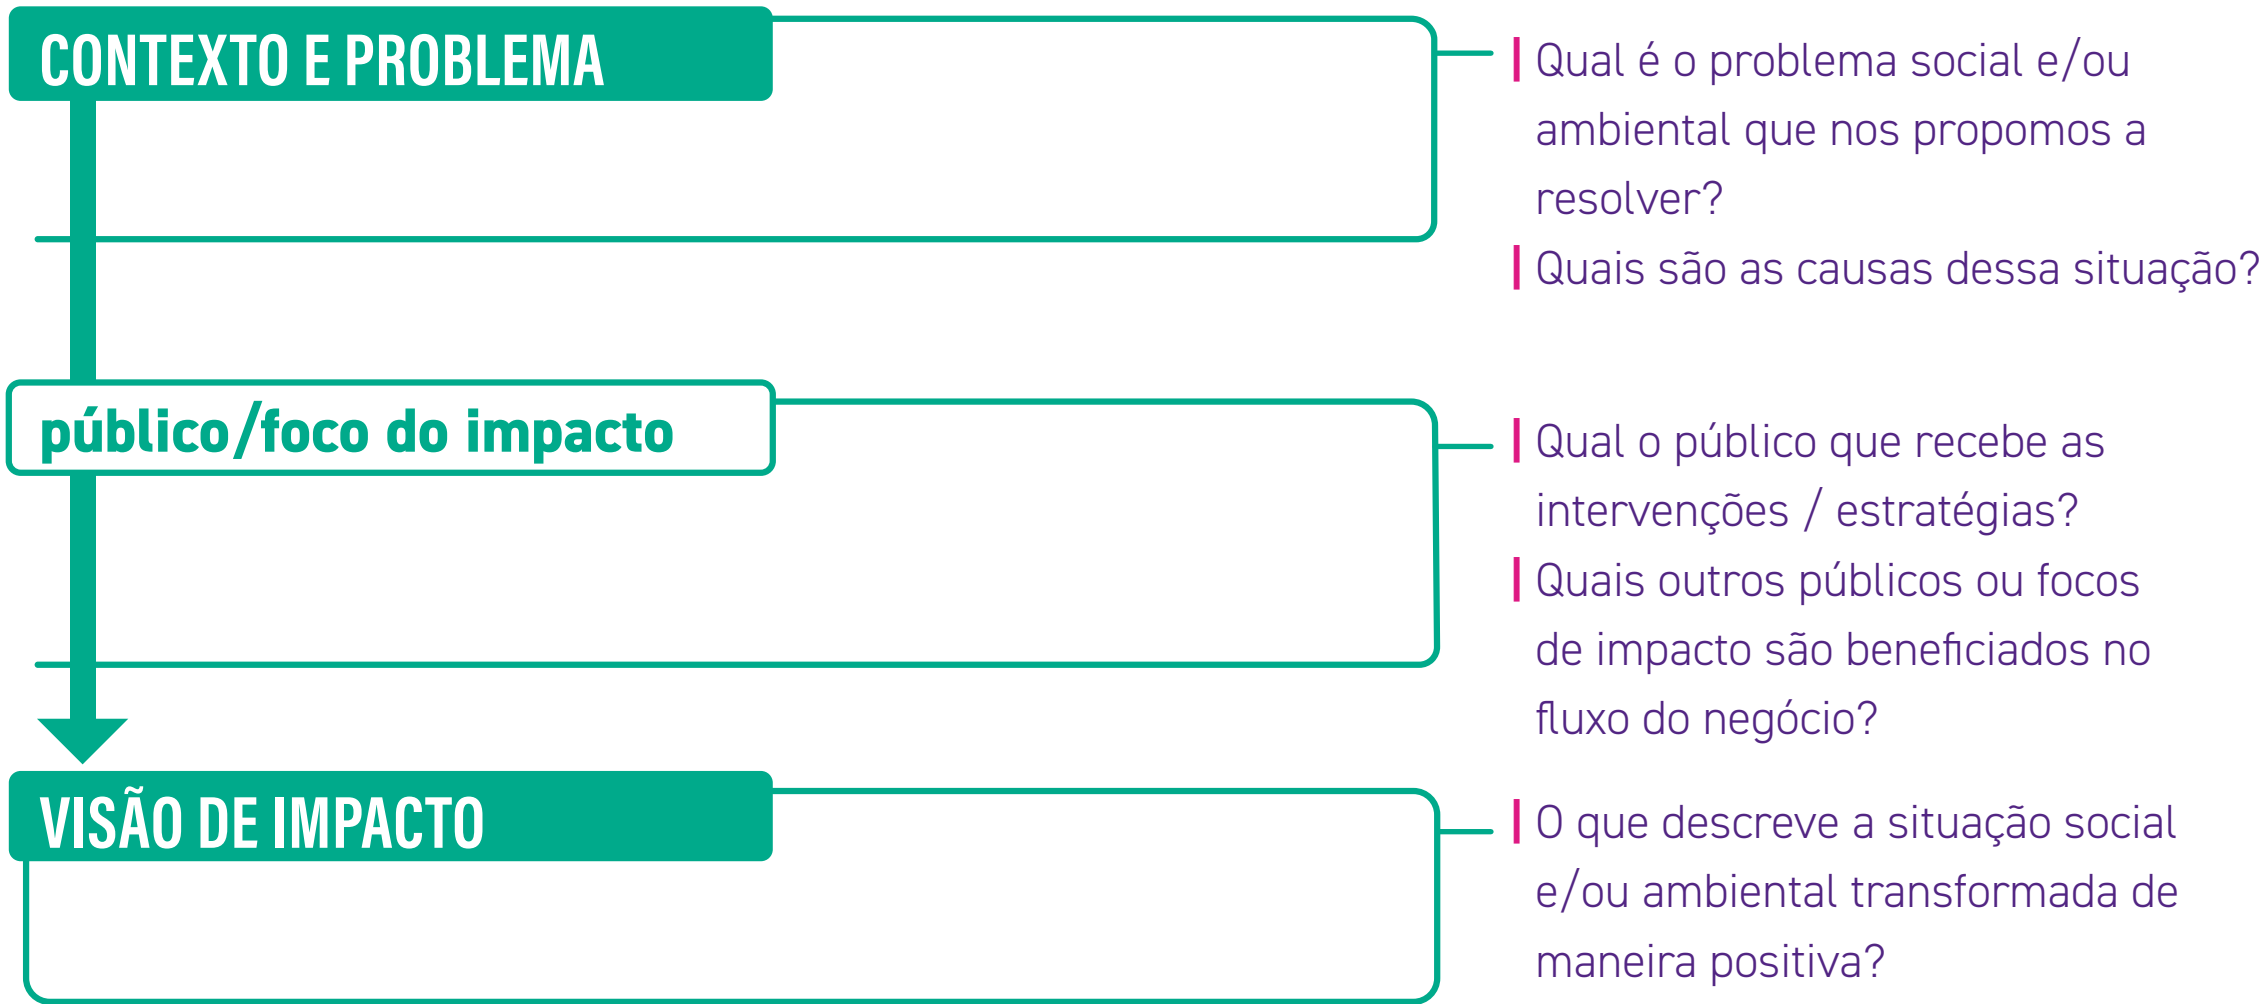 CONTEXTO E PROBLEMA
Qual é o problema social e/ou
ambiental que nos propomos a
resolver?
Quais são as causas dessa situação?
público/foco do impacto
Qual o público que recebe as
intervenções / estratégias?
Quais outros públicos ou focos
de impacto são beneficiados no
fluxo do negócio?
VISÃO DE IMPACTO
O que descreve a situação social
e/ou ambiental transformada de
maneira positiva?